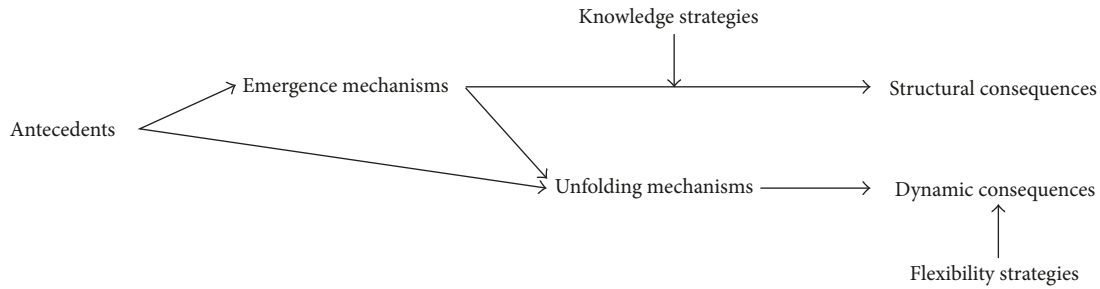 Knowledge strategies
Emergence mechanisms
Structural consequences
Antecedents
Unfolding mechanisms
Dynamic consequences
Flexibility strategies